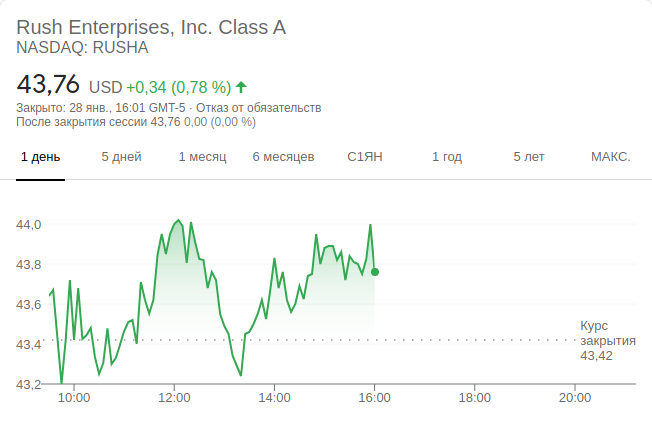 Rush Enterprises, Inc. Class A
NASDAQ: RUSHA
43,76 USD +0,34 (0,78 %)
Закрыто: 28 янв., 16:01 GMT-5 · Отказ от обязательств
После закрытия сессии 43,76 0,00 (0,00 %)
1 день 5 дней 1 месяц 6 месяцев С1ЯН 1 год 5 лет МАКС.
44,0
43,8
43,6
43,4
43,2
Курс
закрытия
43,42
10:00 12:00 14:00 16:00 18:00 20:00